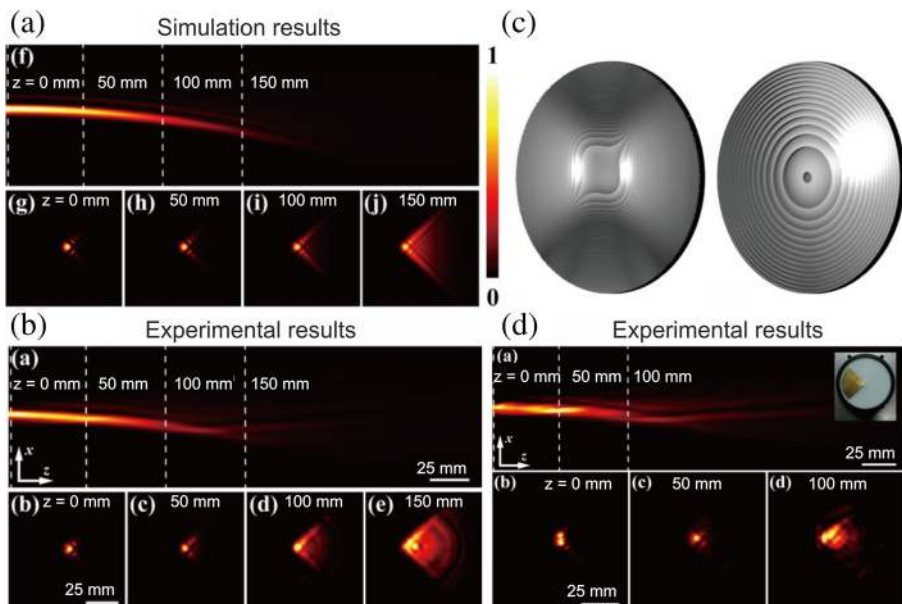 (a)
Simulation results
(f)
z = 0 mm
50 mm
100 mm
150 mm
1
0
(g)
z = 0 mm
(h)
50 mm
(i)
100 mm
(j)
150 mm
(c)
(b)
Experimental results
(a)
z = 0 mm
50 mm
100 mm
150 mm
x
z
25 mm
(b)
z = 0 mm
25 mm
(c)
50 mm
(d)
100 mm
(e)
150 mm
(d)
Experimental results
(a)
z = 0 mm
50 mm
100 mm
25 mm
(b)
z = 0 mm
(c)
50 mm
(d)
100 mm
25 mm